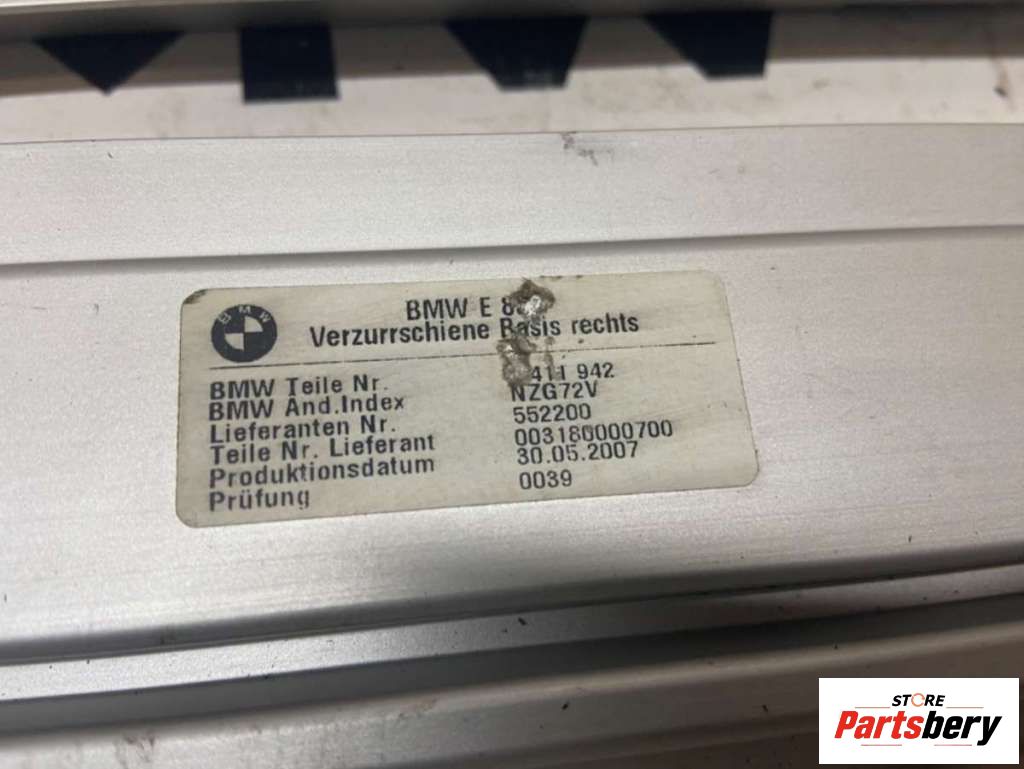 BMW
BMW E 8
Verzurrschiene Basis rechts
BMW Teile Nr. 411 942
BMW And.Index NZG72V
Lieferanten Nr. 552200
Teile Nr. Lieferant 003180000700
Produktionsdatum 30.05.2007
Prüfung 0039
STORE
Partsbery